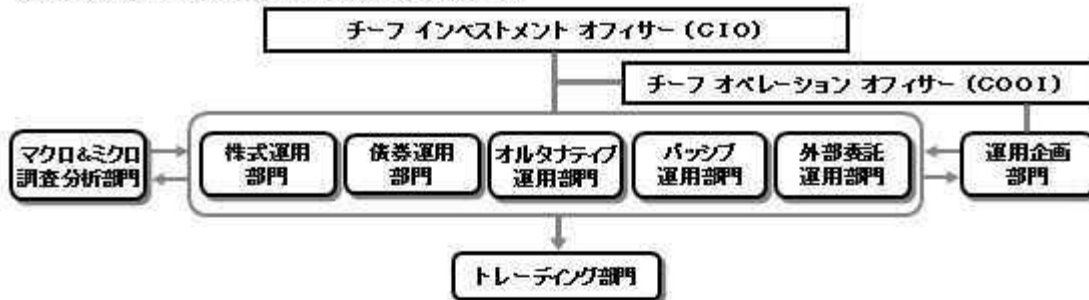 チーフ インベストメント オフィサー (CIO)
チーフ オペレーション オフィサー (COOI)
マクロ&ミクロ
調査分析部門
株式運用
部門
債券運用
部門
オルタナティブ
運用部門
パッシブ
運用部門
外部委託
運用部門
運用企画
部門
トレーディング部門